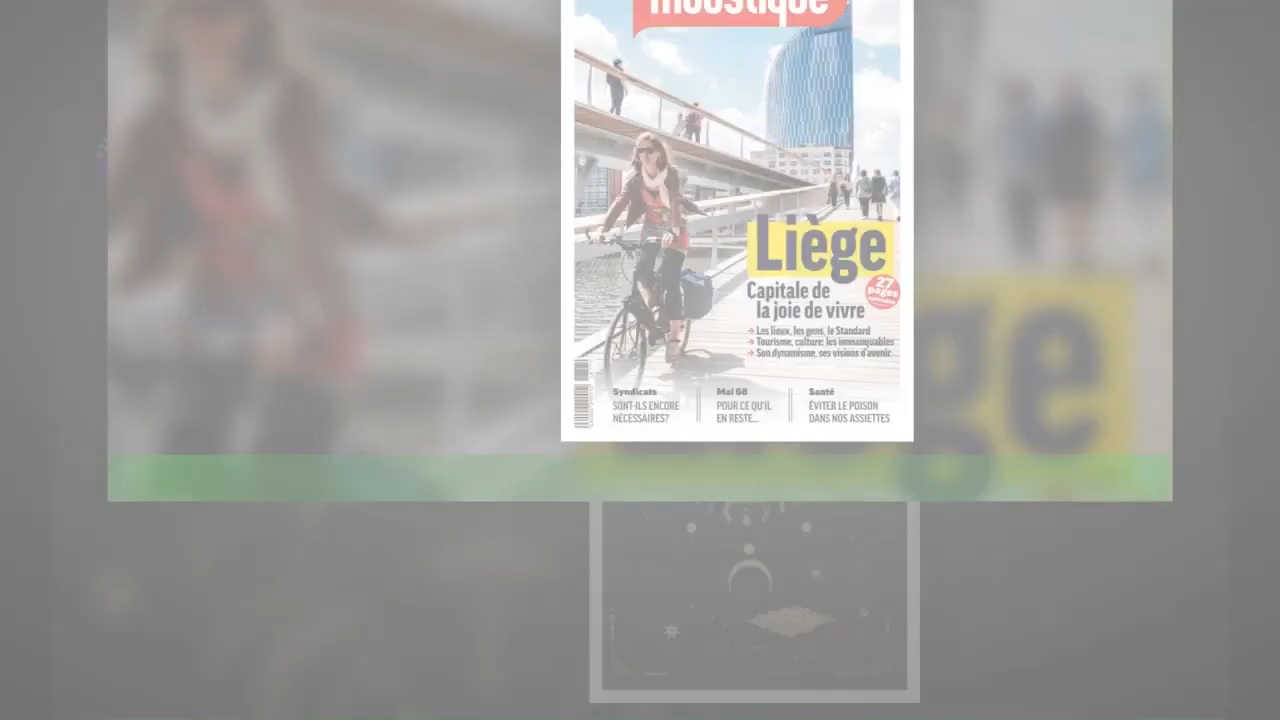 moustique
Liège
27
pages
spéciales
Capitale de
la joie de vivre
Les lieux, les gens, le Standard
Tourisme, culture: les immanquables
Son dynamisme, ses visions d'avenir
Syndicats
SONT-ILS ENCORE
NÉCESSAIRES?
Mai 68
POUR CE QU'IL
EN RESTE...
Santé
ÉVITER LE POISON
DANS NOS ASSIETTES